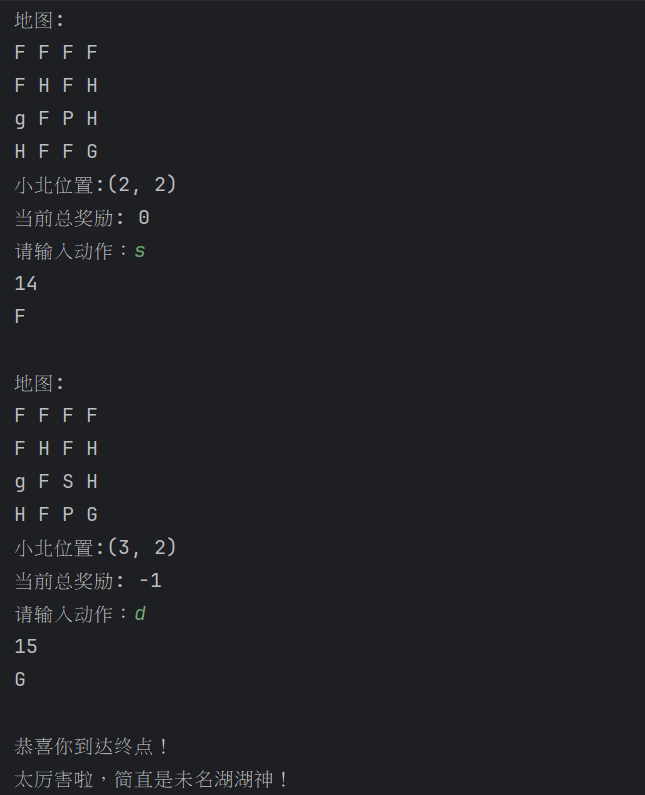 地图:
F F F F
F H F H
g F P H
H F F G
小北位置:(2, 2)
当前总奖励: 0
请输入动作：s
14
F
地图:
F F F F
F H F H
g F S H
H F P G
小北位置:(3, 2)
当前总奖励: -1
请输入动作：d
15
G
恭喜你到达终点！
太厉害啦，简直是未名湖湖神！